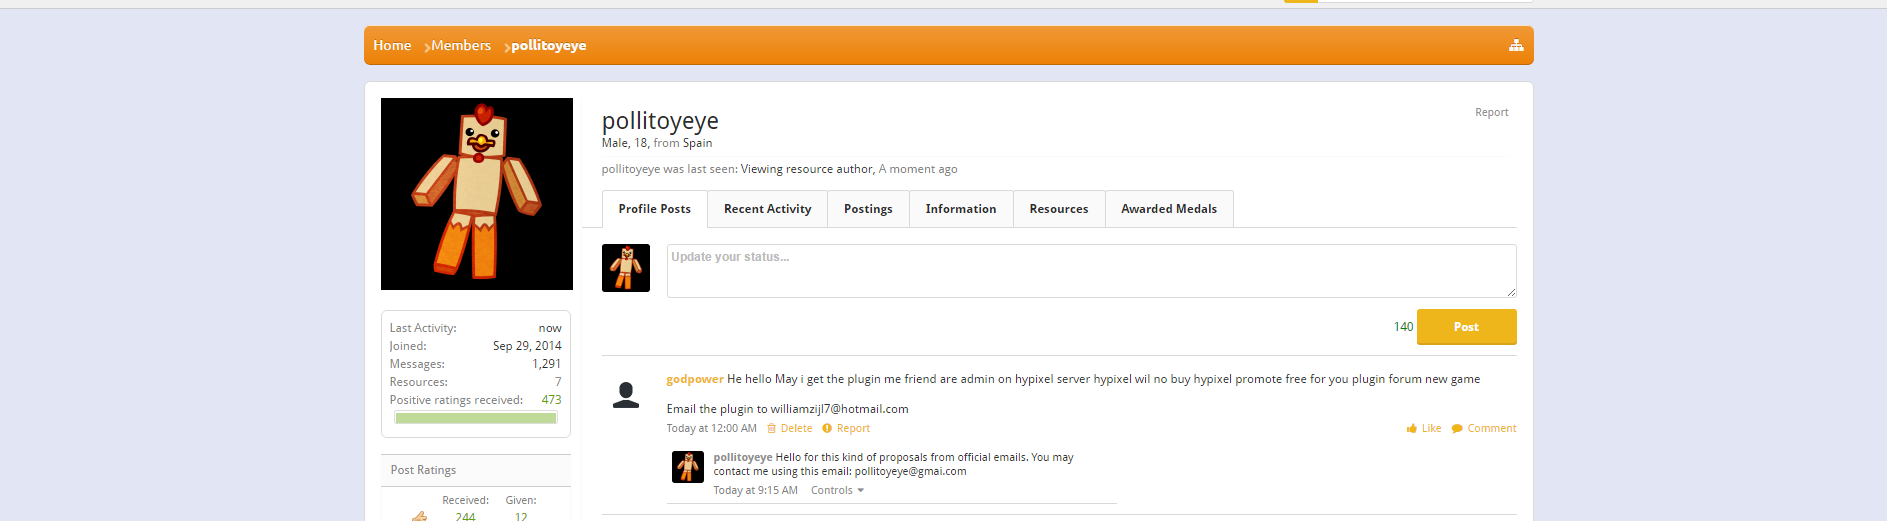 Home Members pollitoyeye
pollitoyeye
Report
Male, 18, from Spain
pollitoyeye was last seen: Viewing resource author, A moment ago
Profile Posts Recent Activity Postings Information Resources Awarded Medals
Update your status...
140 Post
Last Activity: now
Joined: Sep 29, 2014
Messages: 1,291
Resources: 7
Positive ratings received: 473
Post Ratings
Received: Given:
244 12
godpower He hello May i get the plugin me friend are admin on hypixel server hypixel wil no buy hypixel promote free for you plugin forum new game
Email the plugin to williamzijl7@hotmail.com
Today at 12:00 AM Delete Report Like Comment
pollitoyeye Hello for this kind of proposals from official emails. You may
contact me using this email: pollitoyeye@gmai.com
Today at 9:15 AM Controls